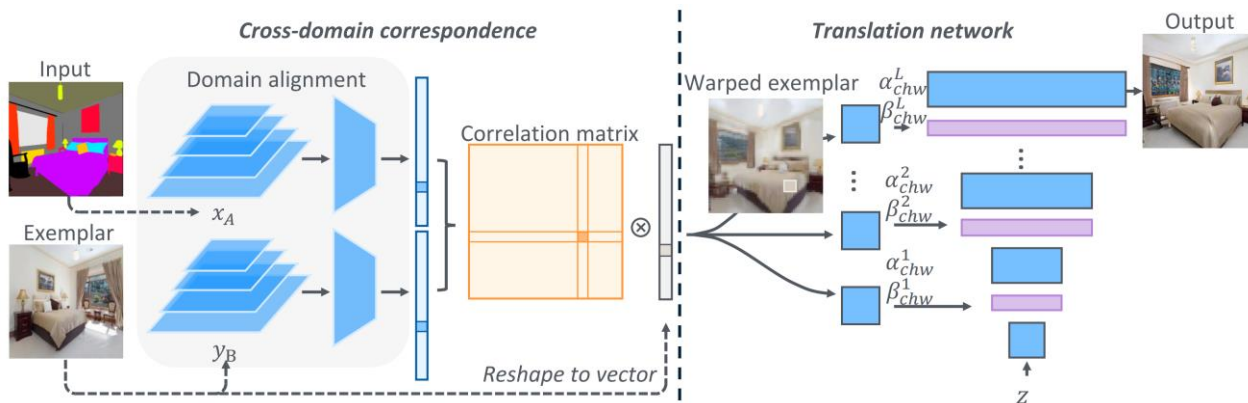 Cross-domain correspondence
Translation network
Output
Input
Domain alignment
Warped exemplar
Correlation matrix
x_A
Exemplar
y_B
⊗
Reshape to vector
α^L_chw
β^L_chw
⋮
⋮
α^2_chw
β^2_chw
α^1_chw
β^1_chw
z